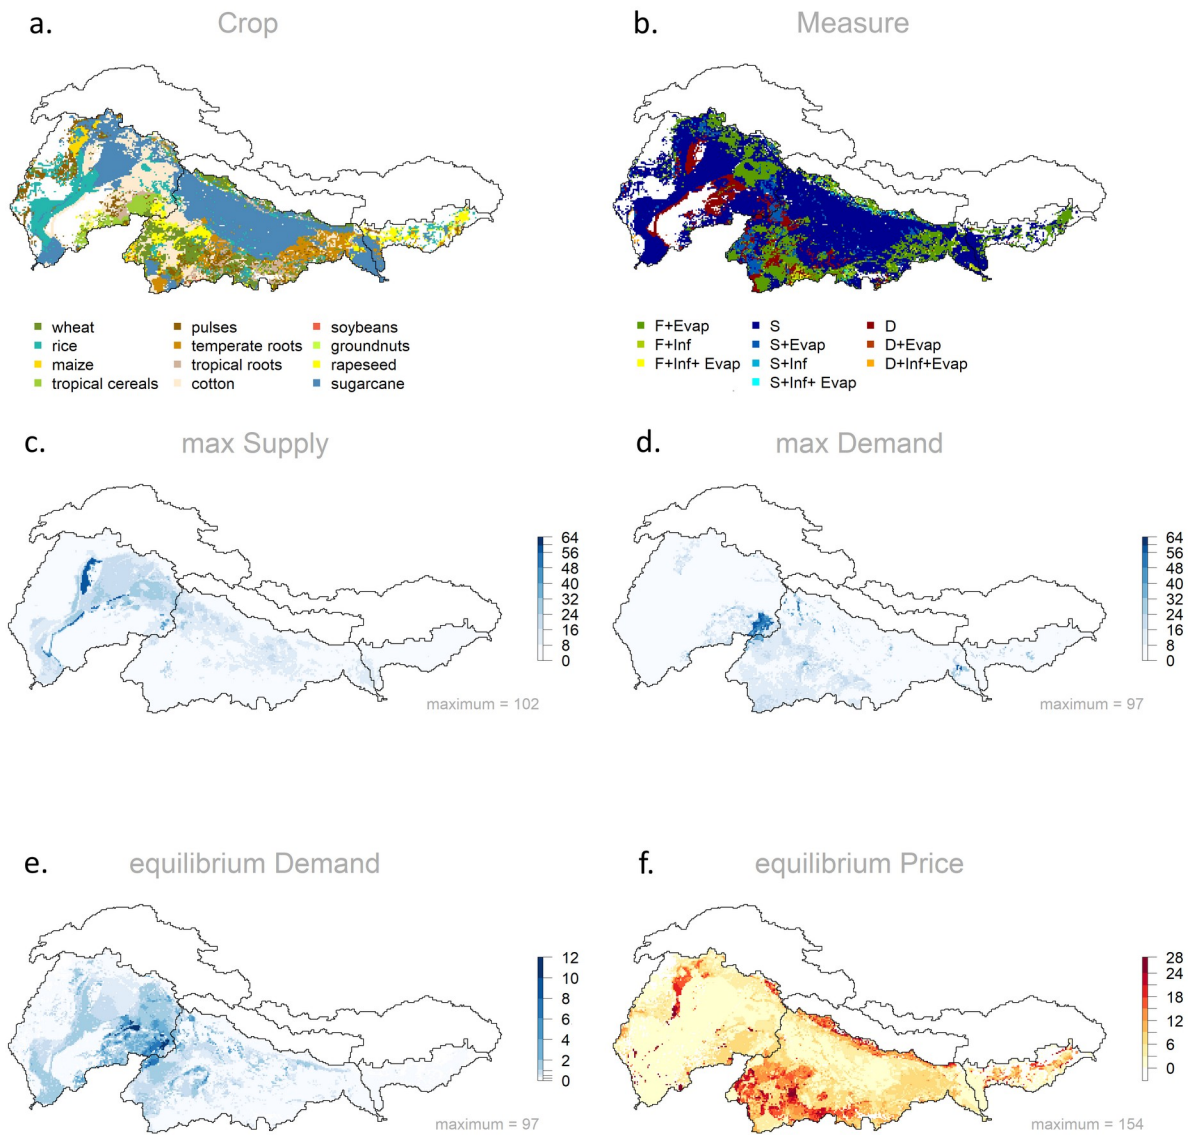 a. Crop
b. Measure
wheat pulses soybeans
rice temperate roots groundnuts
maize tropical roots rapeseed
tropical cereals cotton sugarcane
F+Evap S D
F+Inf S+Evap D+Evap
F+Inf+ Evap S+Inf D+Inf+Evap
S+Inf+ Evap
c. max Supply
64
56
48
40
32
24
16
8
0
maximum = 102
d. max Demand
64
56
48
40
32
24
16
8
0
maximum = 97
e. equilibrium Demand
12
10
8
6
4
2
0
maximum = 97
f. equilibrium Price
28
24
18
12
6
0
maximum = 154